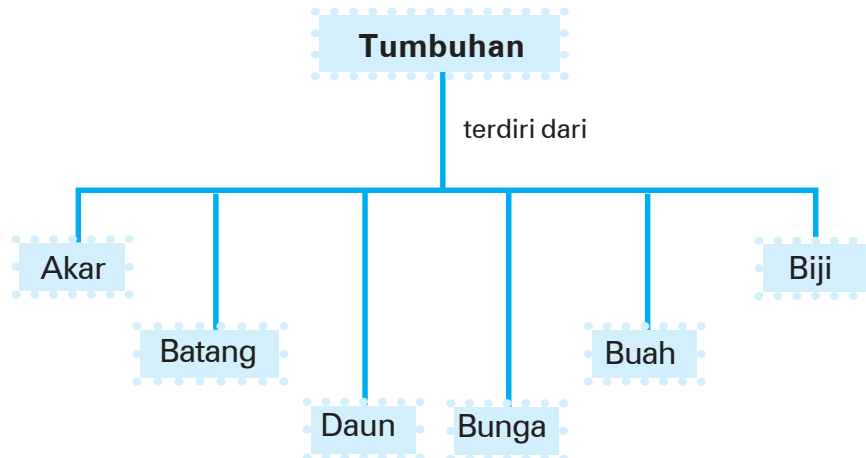 Tumbuhan
terdiri dari
Akar
Batang
Daun
Bunga
Buah
Biji